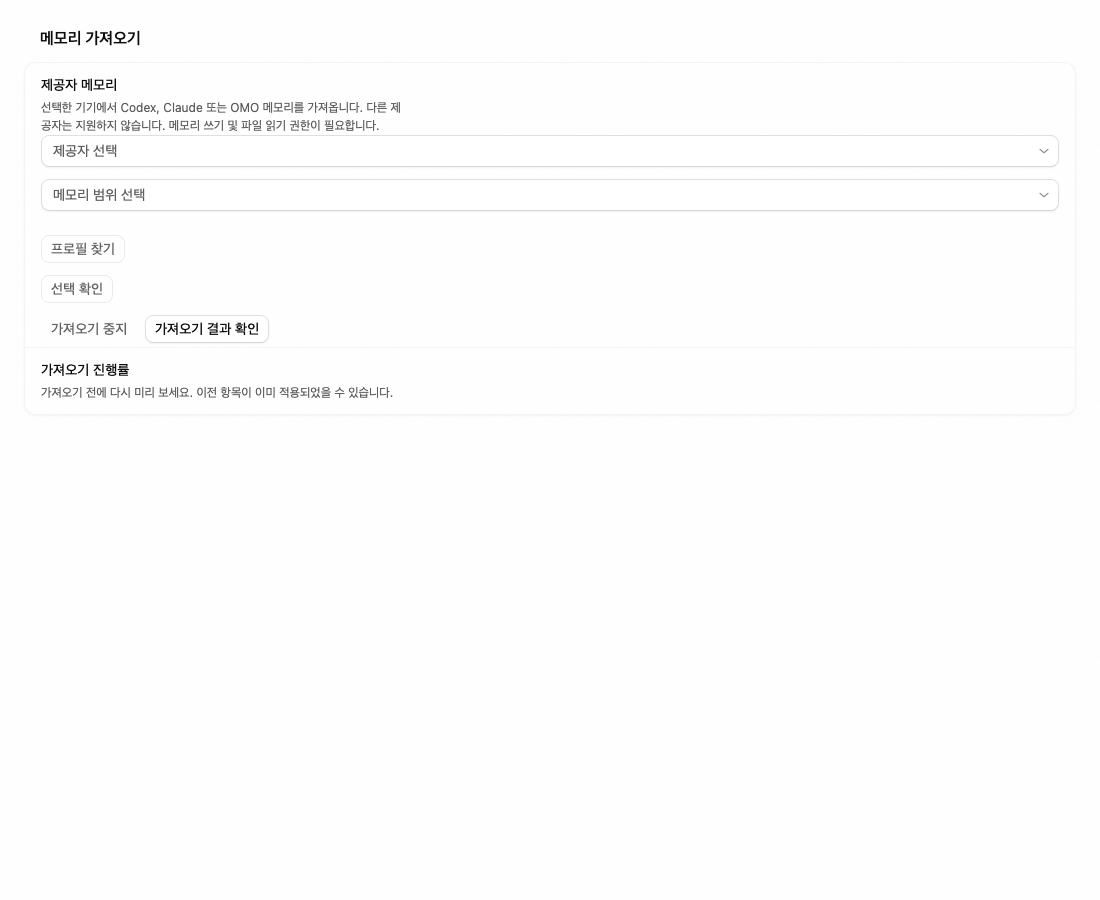 메모리 가져오기
제공자 메모리
선택한 기기에서 Codex, Claude 또는 OMO 메모리를 가져옵니다. 다른 제
공자는 지원하지 않습니다. 메모리 쓰기 및 파일 읽기 권한이 필요합니다.
제공자 선택
메모리 범위 선택
프로필 찾기
선택 확인
가져오기 중지 가져오기 결과 확인
가져오기 진행률
가져오기 전에 다시 미리 보세요. 이전 항목이 이미 적용되었을 수 있습니다.